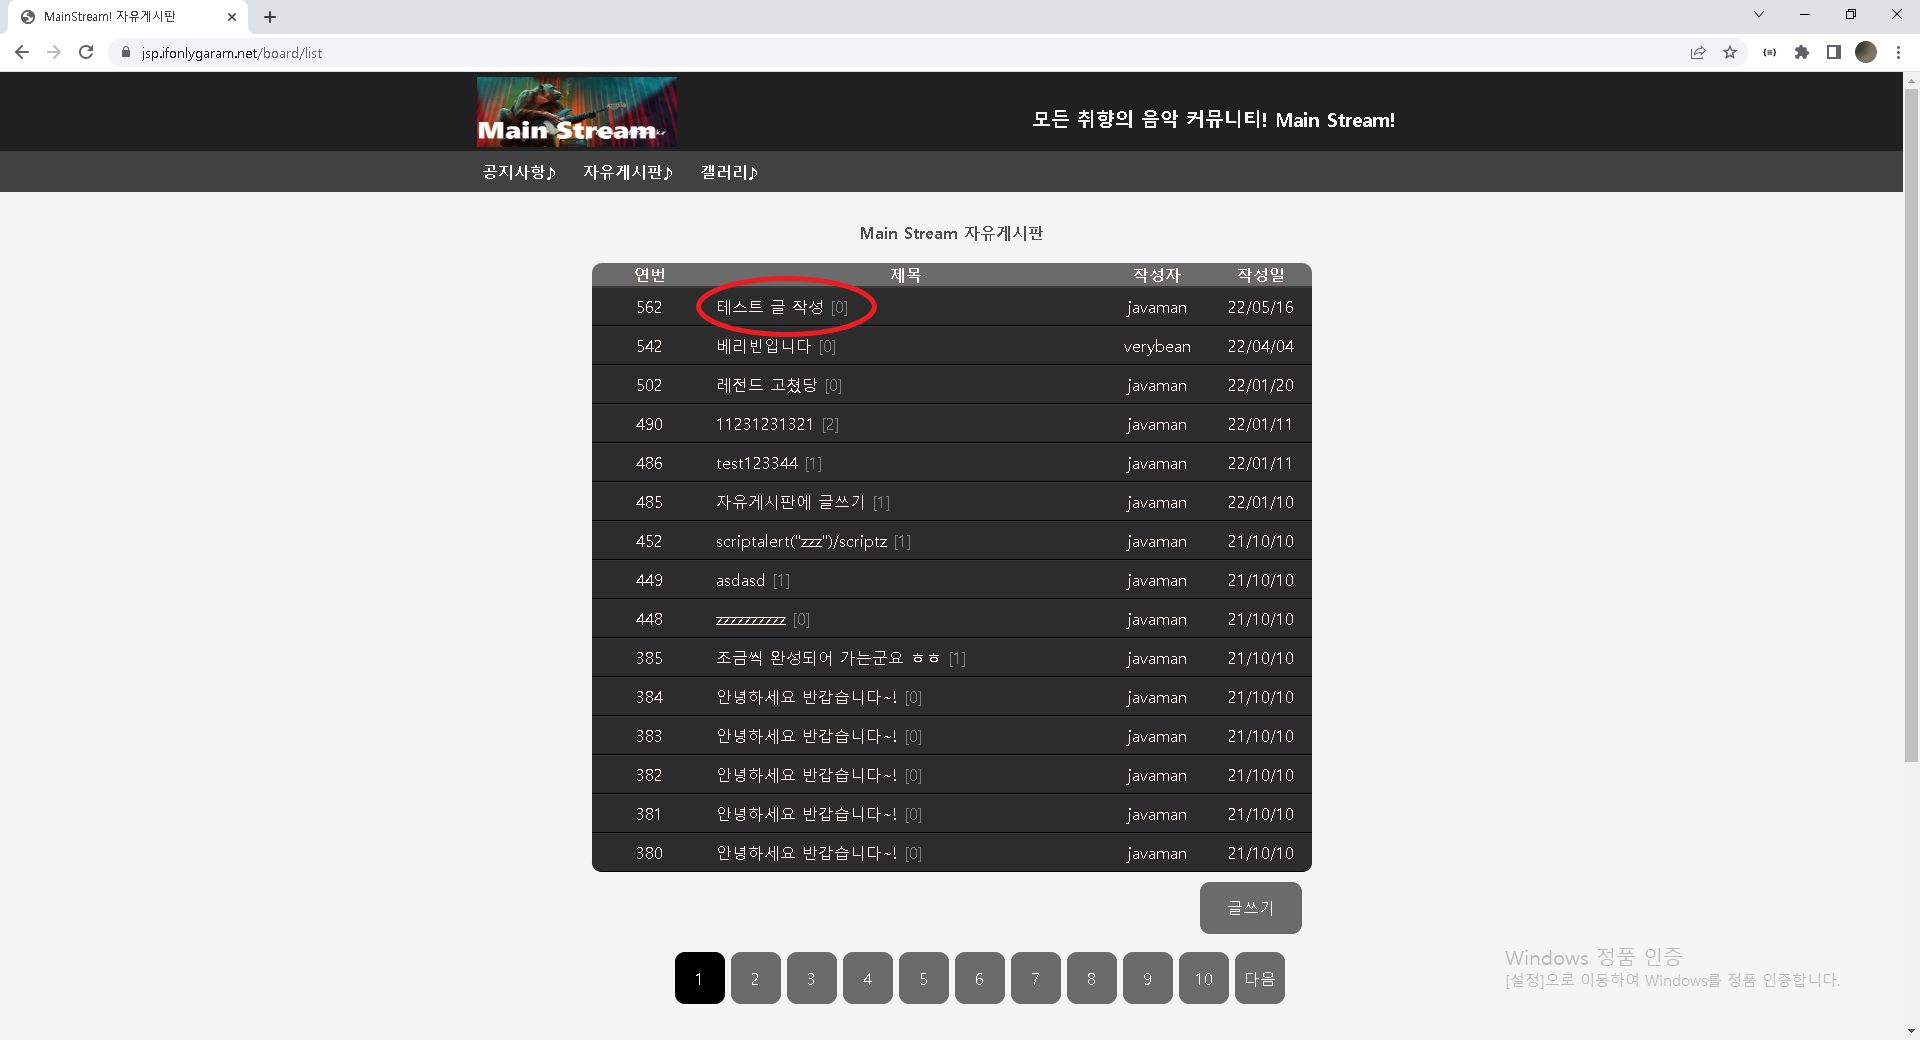 MainStream! 자유게시판
jsp.ifonlygaram.net/board/list
Main Stream
모든 취향의 음악 커뮤니티! Main Stream!
공지사항♪ 자유게시판♪ 갤러리♪
Main Stream 자유게시판
연번 제목 작성자 작성일
562 테스트 글 작성 [0] javaman 22/05/16
542 베리빈입니다 [0] verybean 22/04/04
502 레전드 고쳤당 [0] javaman 22/01/20
490 11231231321 [2] javaman 22/01/11
486 test123344 [1] javaman 22/01/11
485 자유게시판에 글쓰기 [1] javaman 22/01/10
452 scriptalert("zzz")/scriptz [1] javaman 21/10/10
449 asdasd [1] javaman 21/10/10
448 zzzzzzzzzz [0] javaman 21/10/10
385 조금씩 완성되어 가는군요 ㅎㅎ [1] javaman 21/10/10
384 안녕하세요 반갑습니다~! [0] javaman 21/10/10
383 안녕하세요 반갑습니다~! [0] javaman 21/10/10
382 안녕하세요 반갑습니다~! [0] javaman 21/10/10
381 안녕하세요 반갑습니다~! [0] javaman 21/10/10
380 안녕하세요 반갑습니다~! [0] javaman 21/10/10
글쓰기
1 2 3 4 5 6 7 8 9 10 다음
Windows 정품 인증
[설정]으로 이동하여 Windows를 정품 인증합니다.